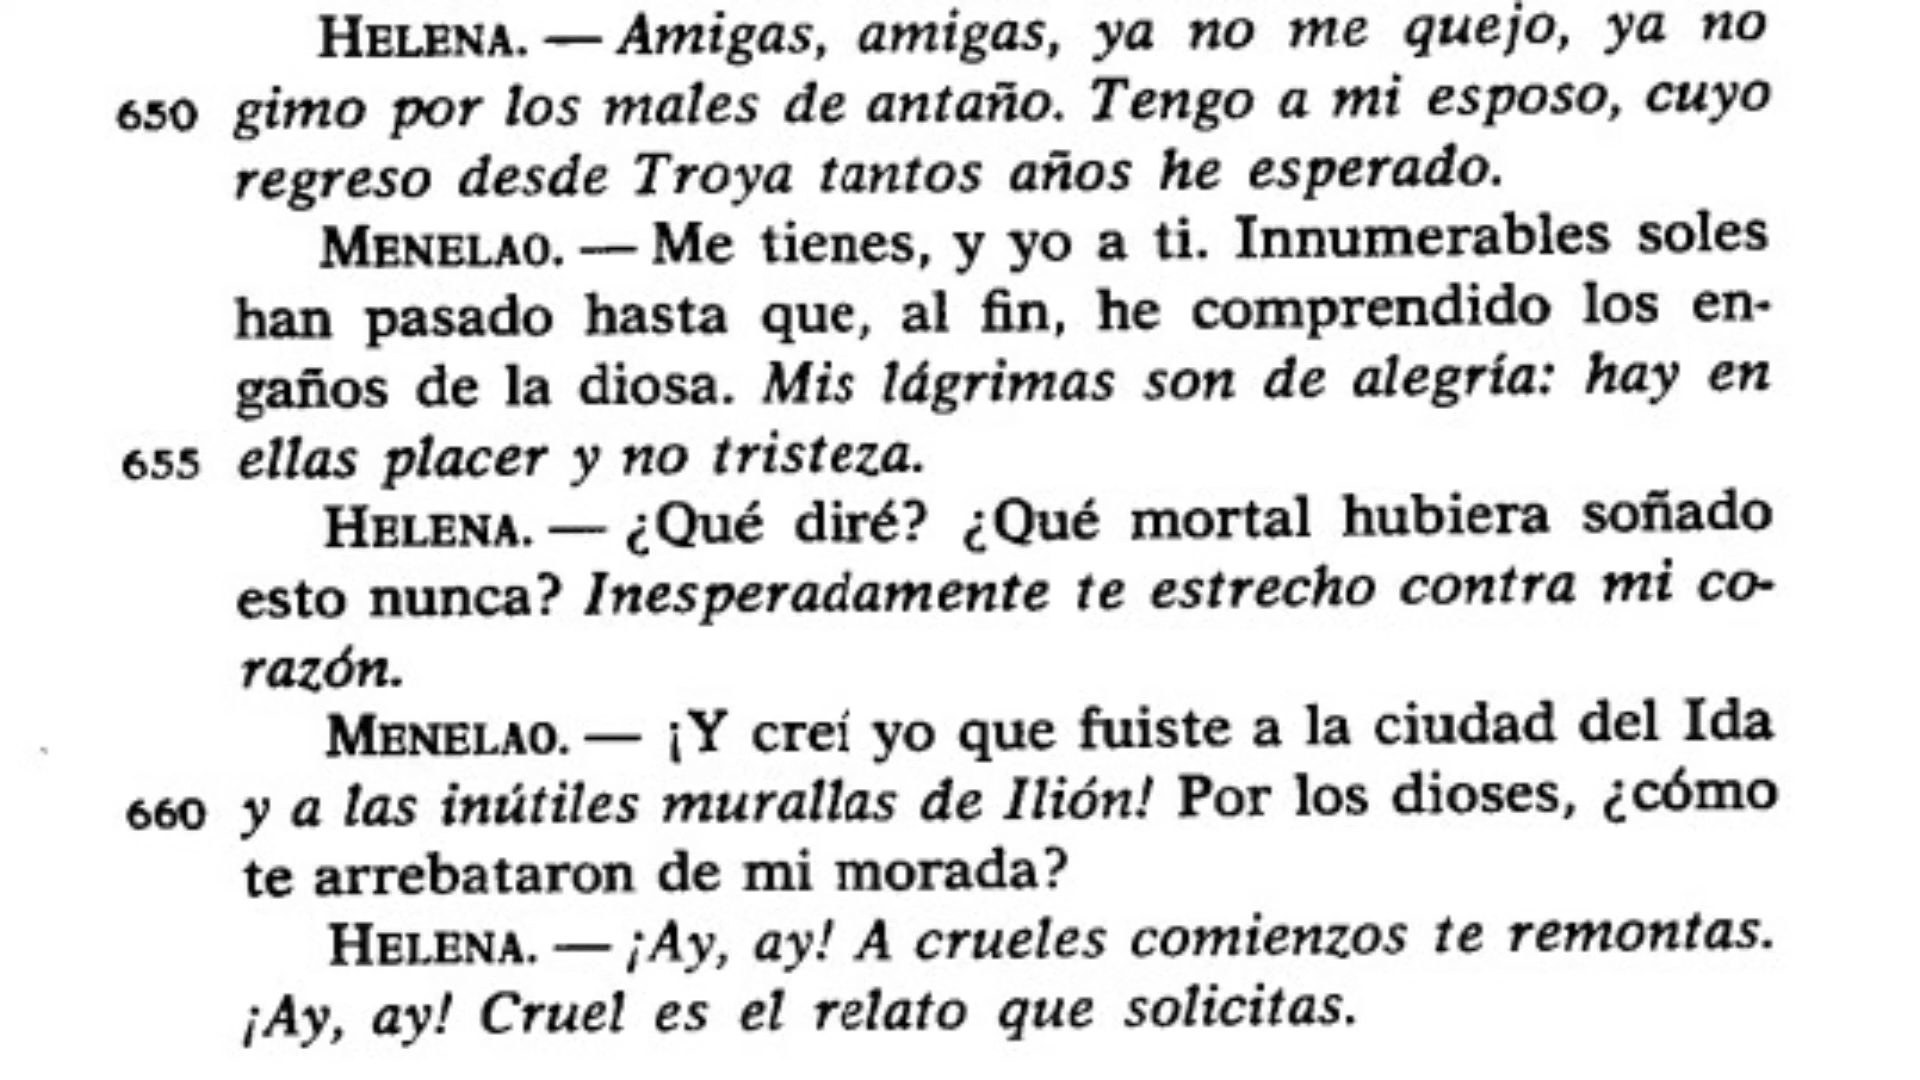 HELENA. — Amigas, amigas, ya no me quejo, ya no
650 gimo por los males de antaño. Tengo a mi esposo, cuyo
regreso desde Troya tantos años he esperado.
MENELAO. — Me tienes, y yo a ti. Innumerables soles
han pasado hasta que, al fin, he comprendido los en-
gaños de la diosa. Mis lágrimas son de alegría: hay en
655 ellas placer y no tristeza.
HELENA. — ¿Qué diré? ¿Qué mortal hubiera soñado
esto nunca? Inesperadamente te estrecho contra mi co-
razón.
MENELAO. — ¡Y creí yo que fuiste a la ciudad del Ida
660 y a las inútiles murallas de Ilión! Por los dioses, ¿cómo
te arrebataron de mi morada?
HELENA. — ¡Ay, ay! A crueles comienzos te remontas.
¡Ay, ay! Cruel es el relato que solicitas.